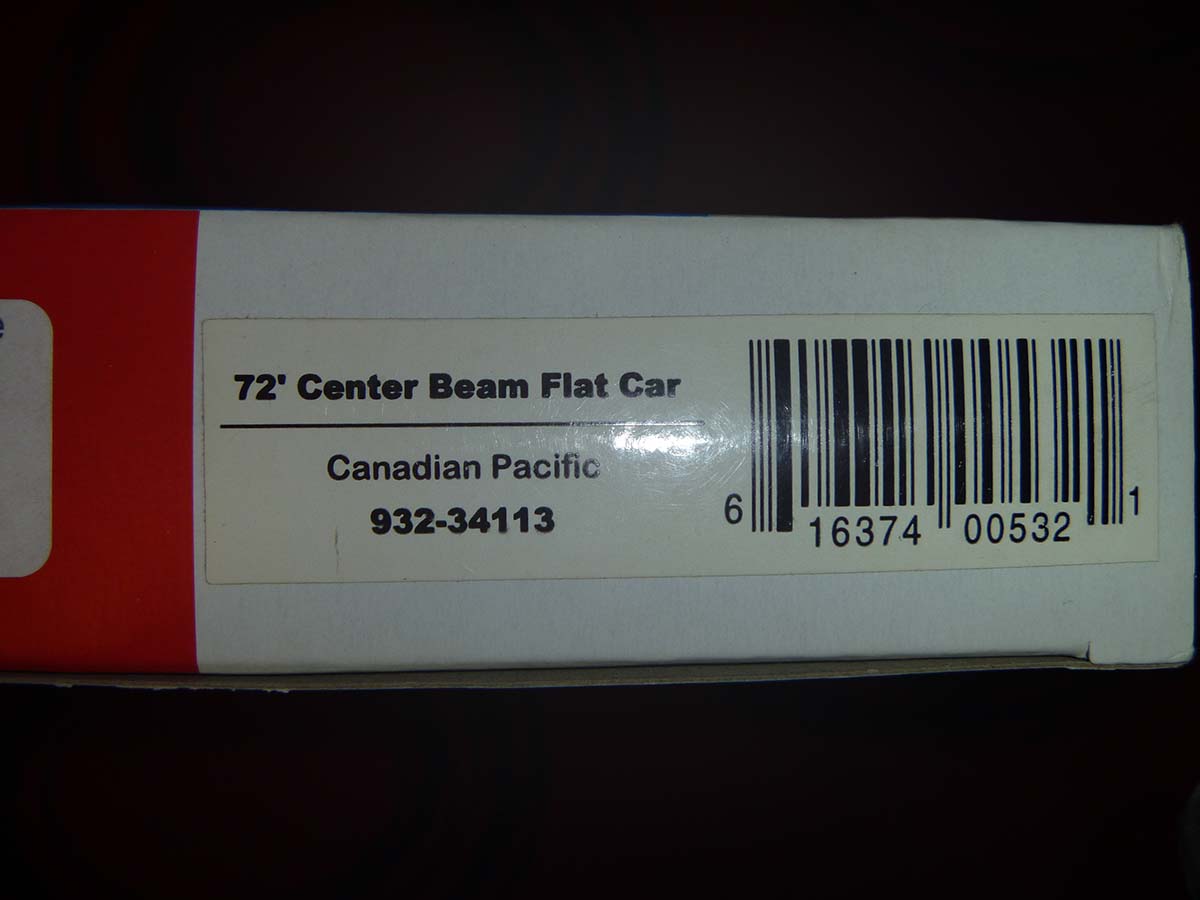 72' Center Beam Flat Car
Canadian Pacific
932-34113
6 16374 00532 1